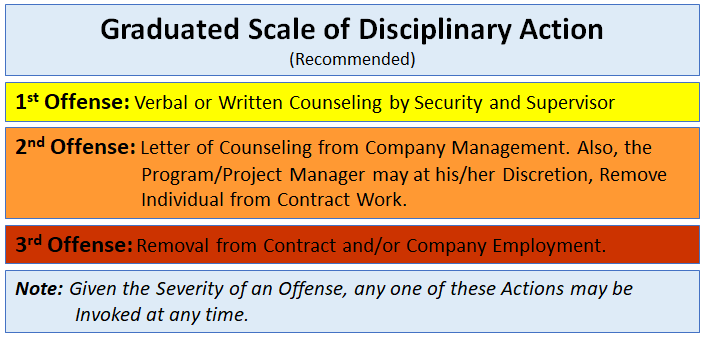 Graduated Scale of Disciplinary Action
(Recommended)
1st Offense: Verbal or Written Counseling by Security and Supervisor
2nd Offense: Letter of Counseling from Company Management. Also, the
Program/Project Manager may at his/her Discretion, Remove
Individual from Contract Work.
3rd Offense: Removal from Contract and/or Company Employment.
Note: Given the Severity of an Offense, any one of these Actions may be
Invoked at any time.